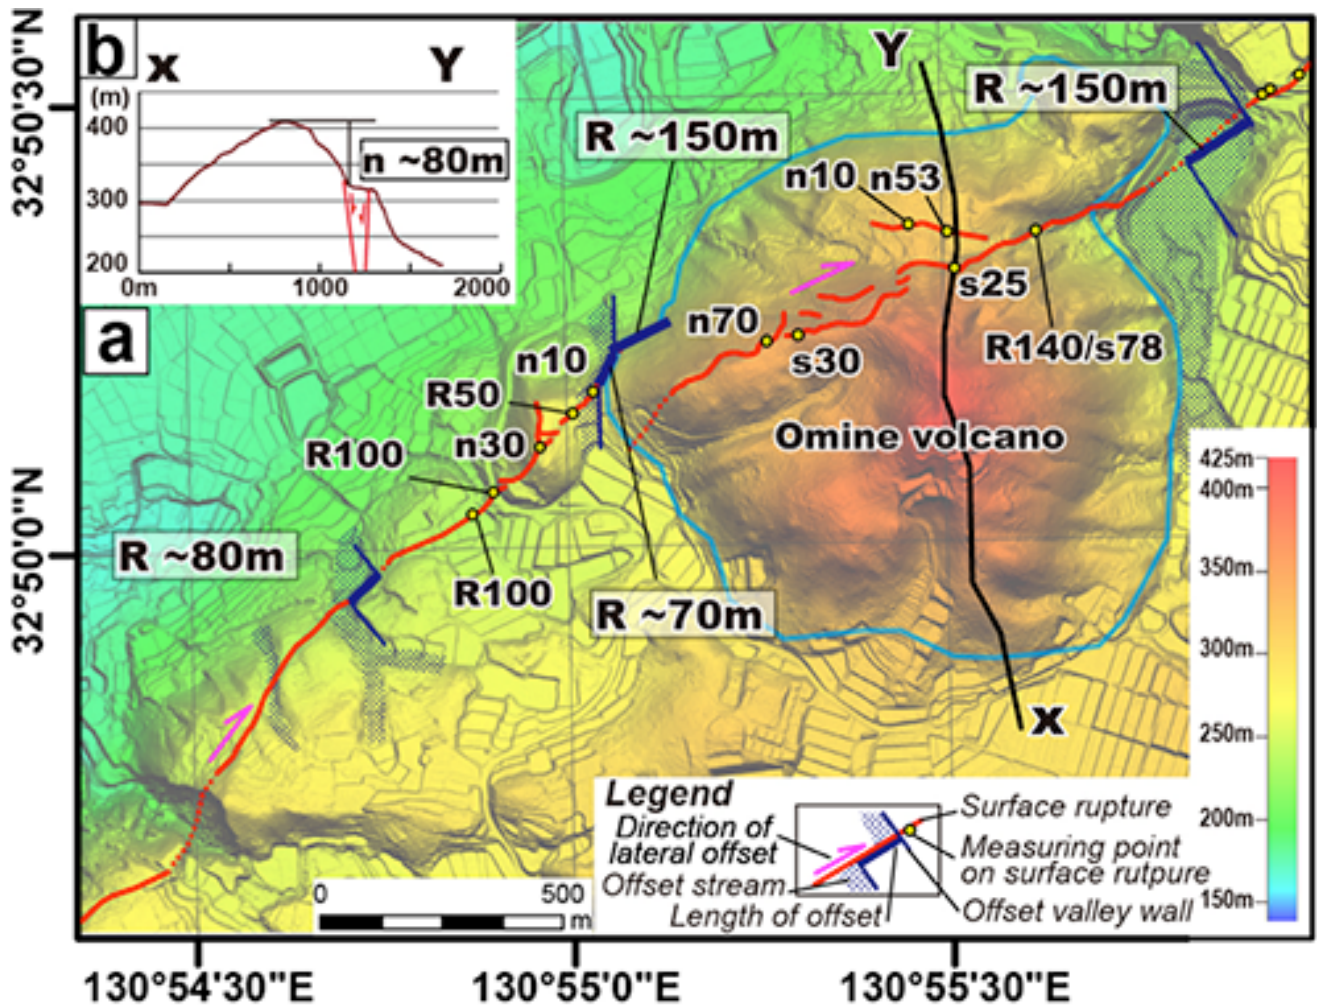 b
X
Y
(m)
400
300
200
0m
1000
2000
n ~80m
a
32°50'30"N
32°50'0"N
Y
R ~150m
R ~150m
n10
n53
s25
n70
s30
R140/s78
n10
R50
n30
R100
R100
R ~80m
R ~70m
Omine volcano
X
425m
400m
350m
300m
250m
200m
150m
Legend
Direction of
lateral offset
Offset stream
Length of offset
Surface rupture
Measuring point
on surface rutpure
Offset valley wall
0
500
m
130°54'30"E
130°55'0"E
130°55'30"E